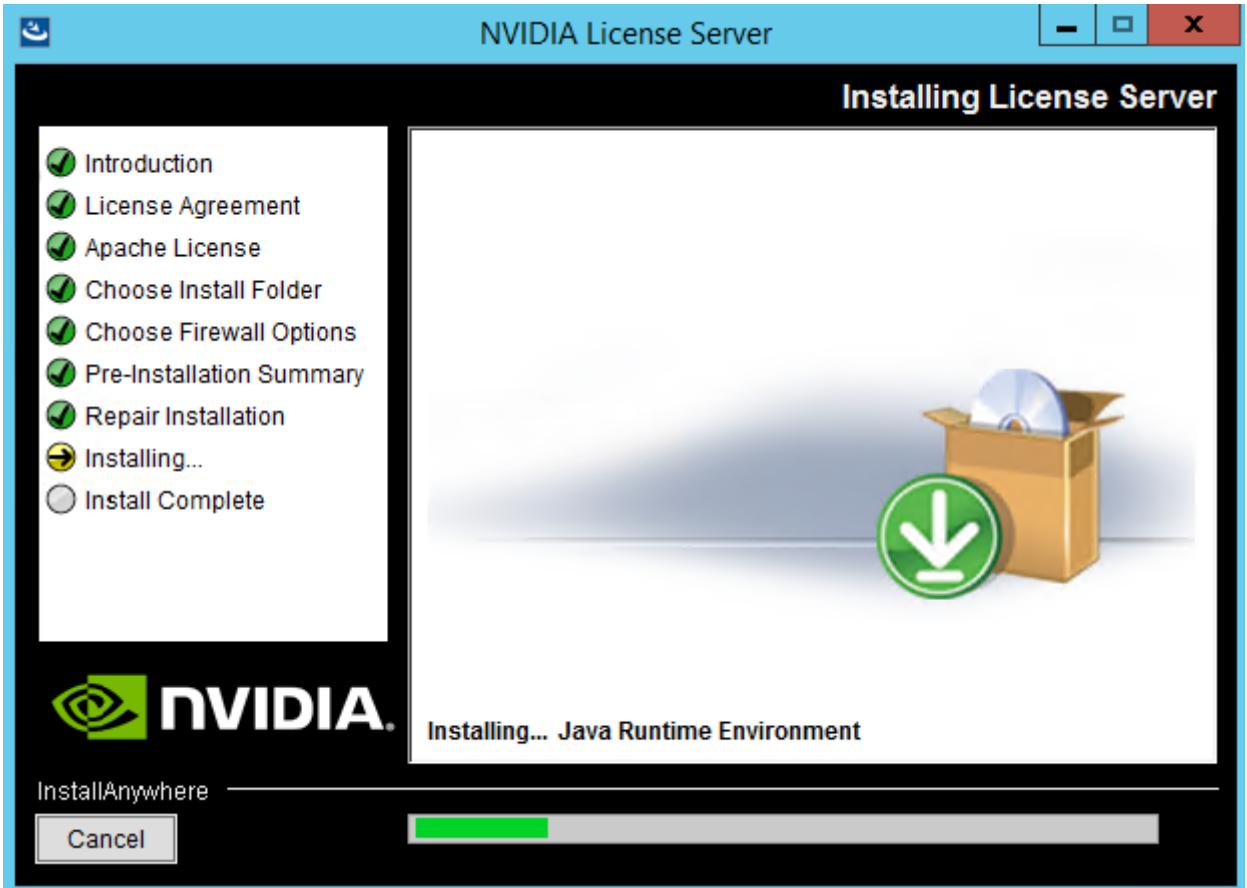 NVIDIA License Server
Installing License Server
Introduction
License Agreement
Apache License
Choose Install Folder
Choose Firewall Options
Pre-Installation Summary
Repair Installation
Installing...
Install Complete
NVIDIA.
Installing... Java Runtime Environment
InstallAnywhere
Cancel